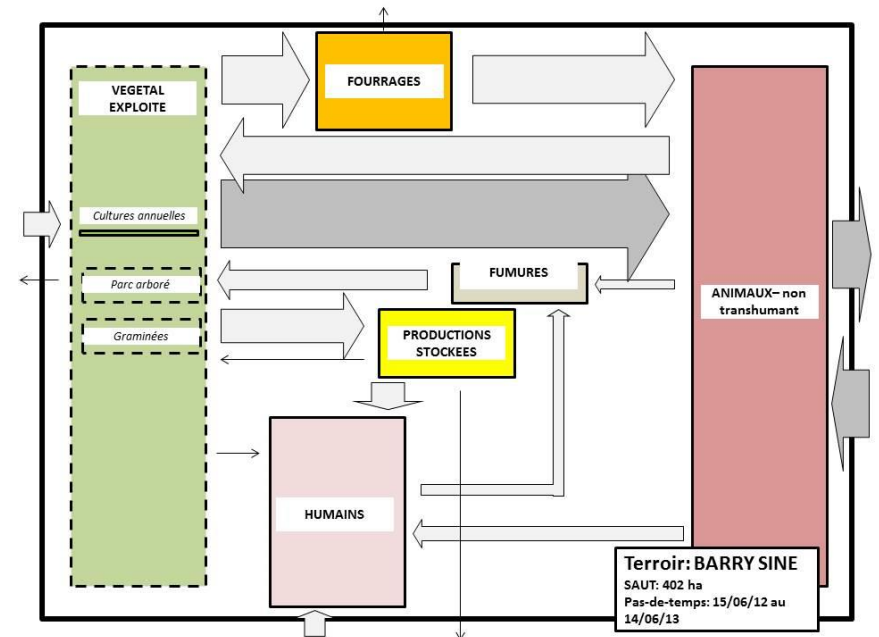 VEGETAL
EXPLOITE
Cultures annuelles
Parc arboré
Graminées
FOURRAGES
FUMURES
PRODUCTIONS
STOCKEES
HUMAINS
ANIMAUX– non
transhumant
Terroir: BARRY SINE
SAUT: 402 ha
Pas-de-temps: 15/06/12 au
14/06/13